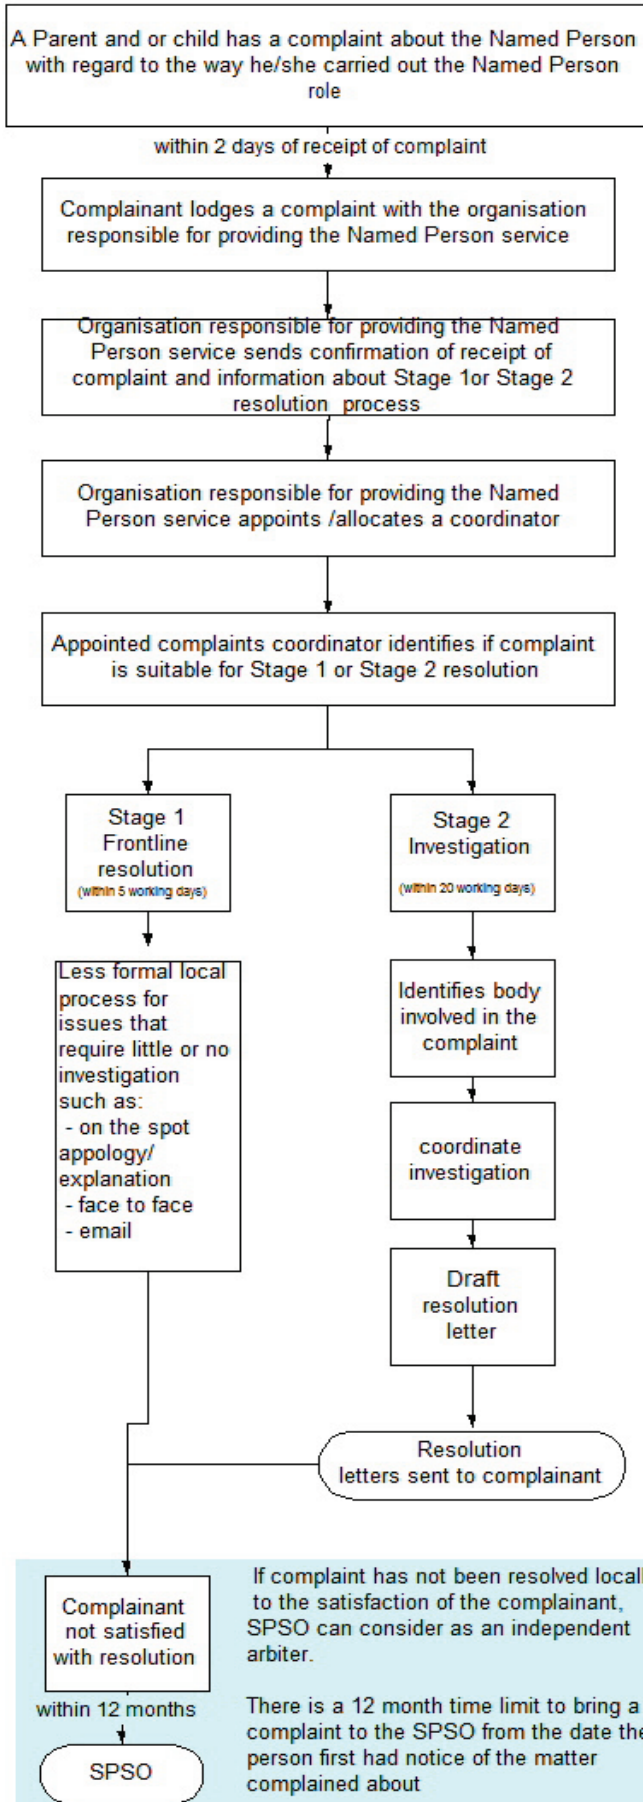 A Parent and or child has a complaint about the Named Person
with regard to the way he/she carried out the Named Person
role
within 2 days of receipt of complaint
Complainant lodges a complaint with the organisation
responsible for providing the Named Person service
Organisation responsible for providing the Named
Person service sends confirmation of receipt of
complaint and information about Stage 1or Stage 2
resolution process
Organisation responsible for providing the Named
Person service appoints /allocates a coordinator
Appointed complaints coordinator identifies if complaint
is suitable for Stage 1 or Stage 2 resolution
Stage 1
Frontline
resolution
(within 5 working days)
Less formal local
process for
issues that
require little or no
investigation
such as:
- on the spot
appology/
explanation
- face to face
- email
Stage 2
Investigation
(within 20 working days)
Identifies body
involved in the
complaint
coordinate
investigation
Draft
resolution
letter
Resolution
letters sent to complainant
Complainant
not satisfied
with resolution
within 12 months
SPSO
If complaint has not been resolved locall
to the satisfaction of the complainant,
SPSO can consider as an independent
arbiter.
There is a 12 month time limit to bring a
complaint to the SPSO from the date the
person first had notice of the matter
complained about